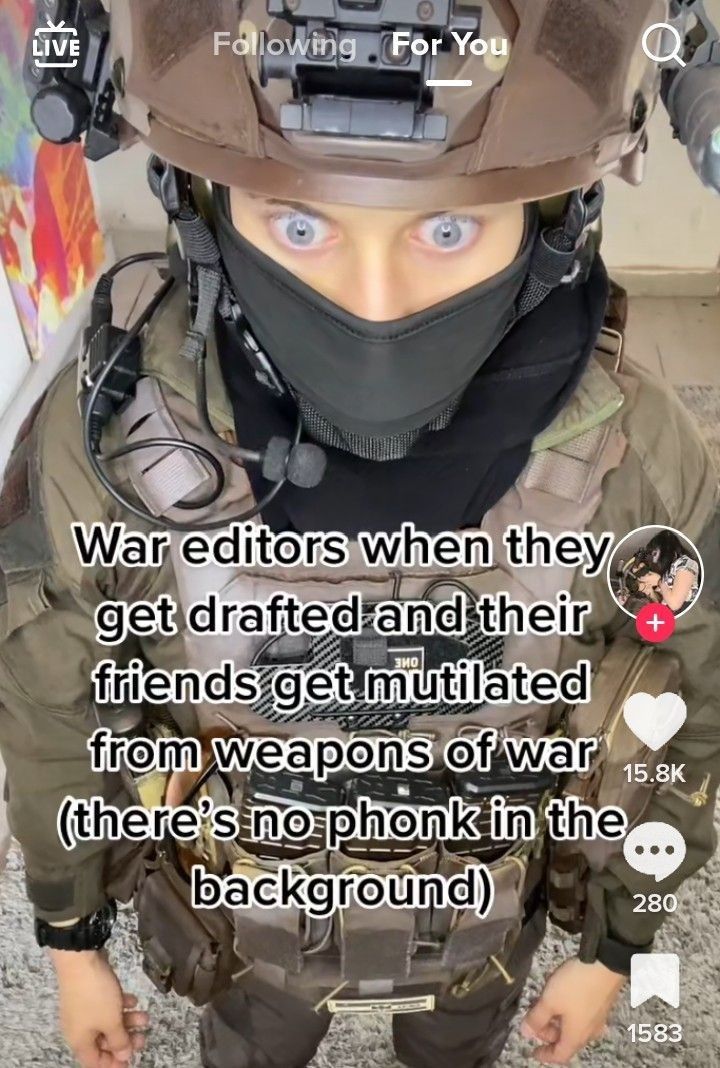 LIVE
Following
For You
War editors when they
get drafted and their
friends get mutilated
from weapons of war
(there's no phonk in the
background)
ONE
15.8K
280
1583